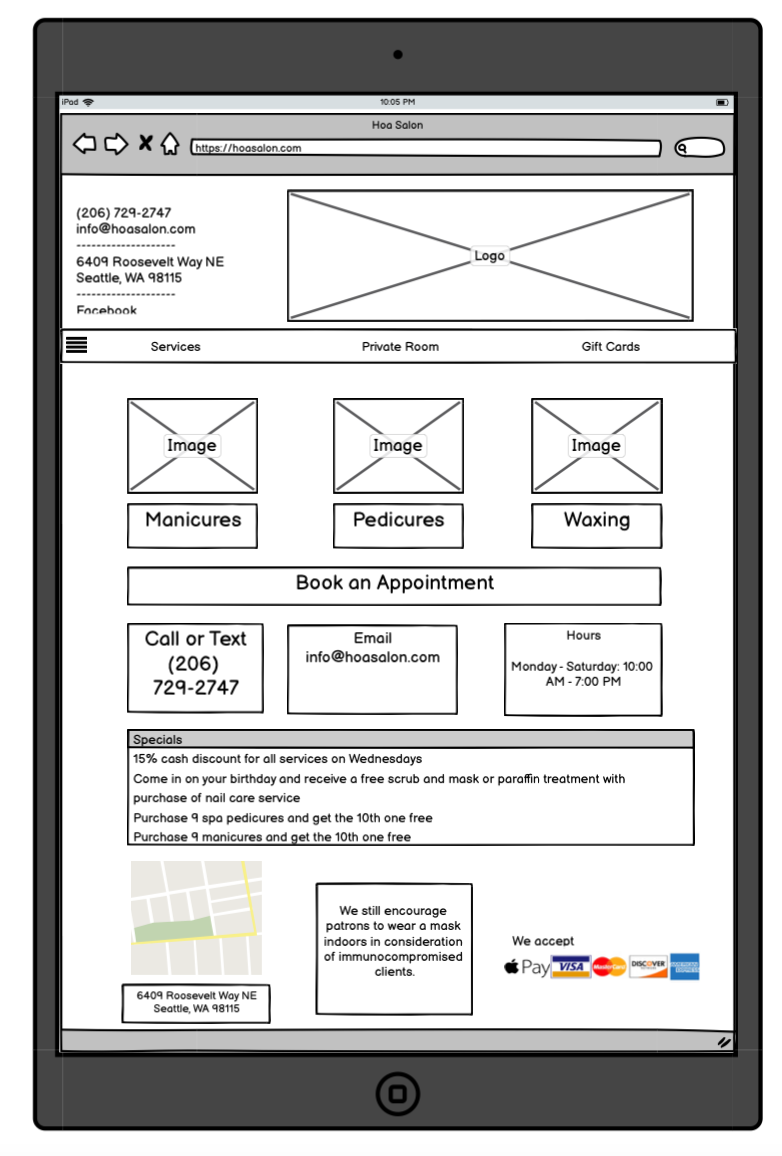 iPad
10:05 PM
Hoa Salon
https://hoasalon.com
(206) 729-2747
info@hoasalon.com
--------------------
6409 Roosevelt Way NE
Seattle, WA 98115
--------------------
Facebook
Logo
Services
Private Room
Gift Cards
Image
Image
Image
Manicures
Pedicures
Waxing
Book an Appointment
Call or Text
(206)
729-2747
Email
info@hoasalon.com
Hours
Monday - Saturday: 10:00
AM - 7:00 PM
Specials
15% cash discount for all services on Wednesdays
Come in on your birthday and receive a free scrub and mask or paraffin treatment with
purchase of nail care service
Purchase 9 spa pedicures and get the 10th one free
Purchase 9 manicures and get the 10th one free
6409 Roosevelt Way NE
Seattle, WA 98115
We still encourage
patrons to wear a mask
indoors in consideration
of immunocompromised
clients.
We accept
Pay VISA MasterCard DISCOVER AMERICAN EXPRESS